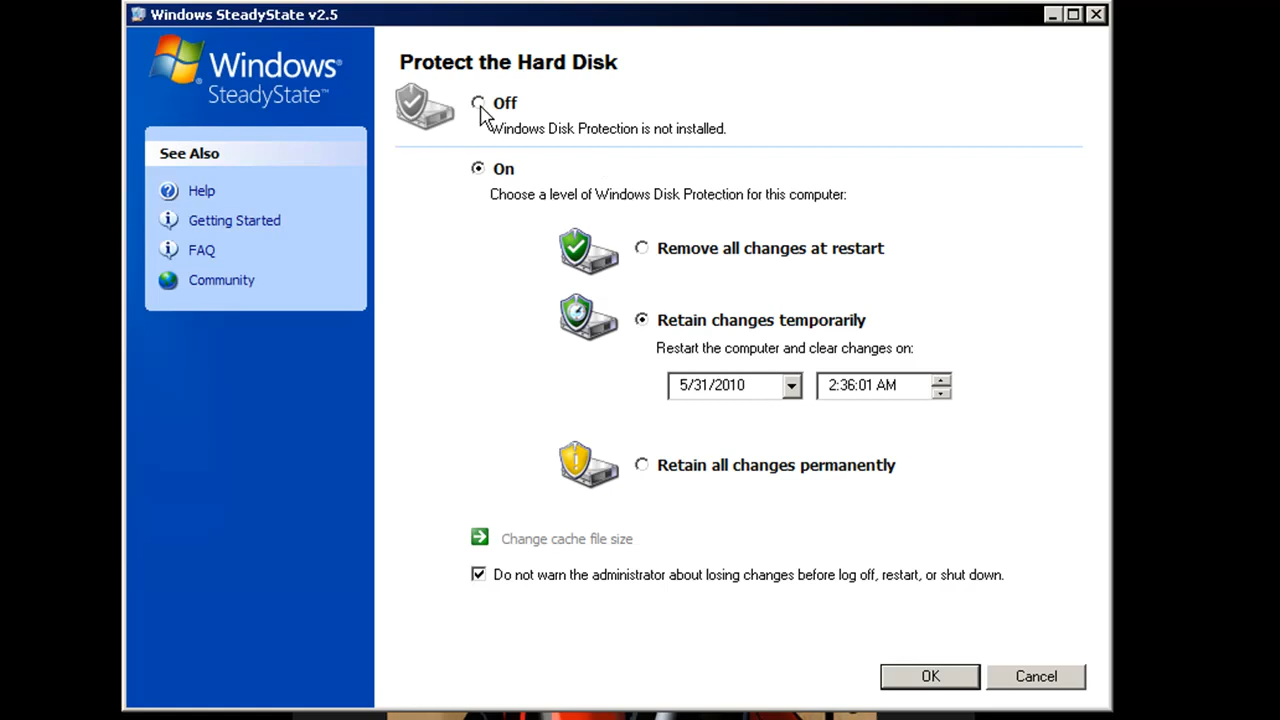 Windows SteadyState v2.5
Windows
SteadyState™
See Also
Help
Getting Started
FAQ
Community
Protect the Hard Disk
Off
Windows Disk Protection is not installed.
On
Choose a level of Windows Disk Protection for this computer:
Remove all changes at restart
Retain changes temporarily
Restart the computer and clear changes on:
5/31/2010 2:36:01 AM
Retain all changes permanently
Change cache file size
Do not warn the administrator about losing changes before log off, restart, or shut down.
OK Cancel